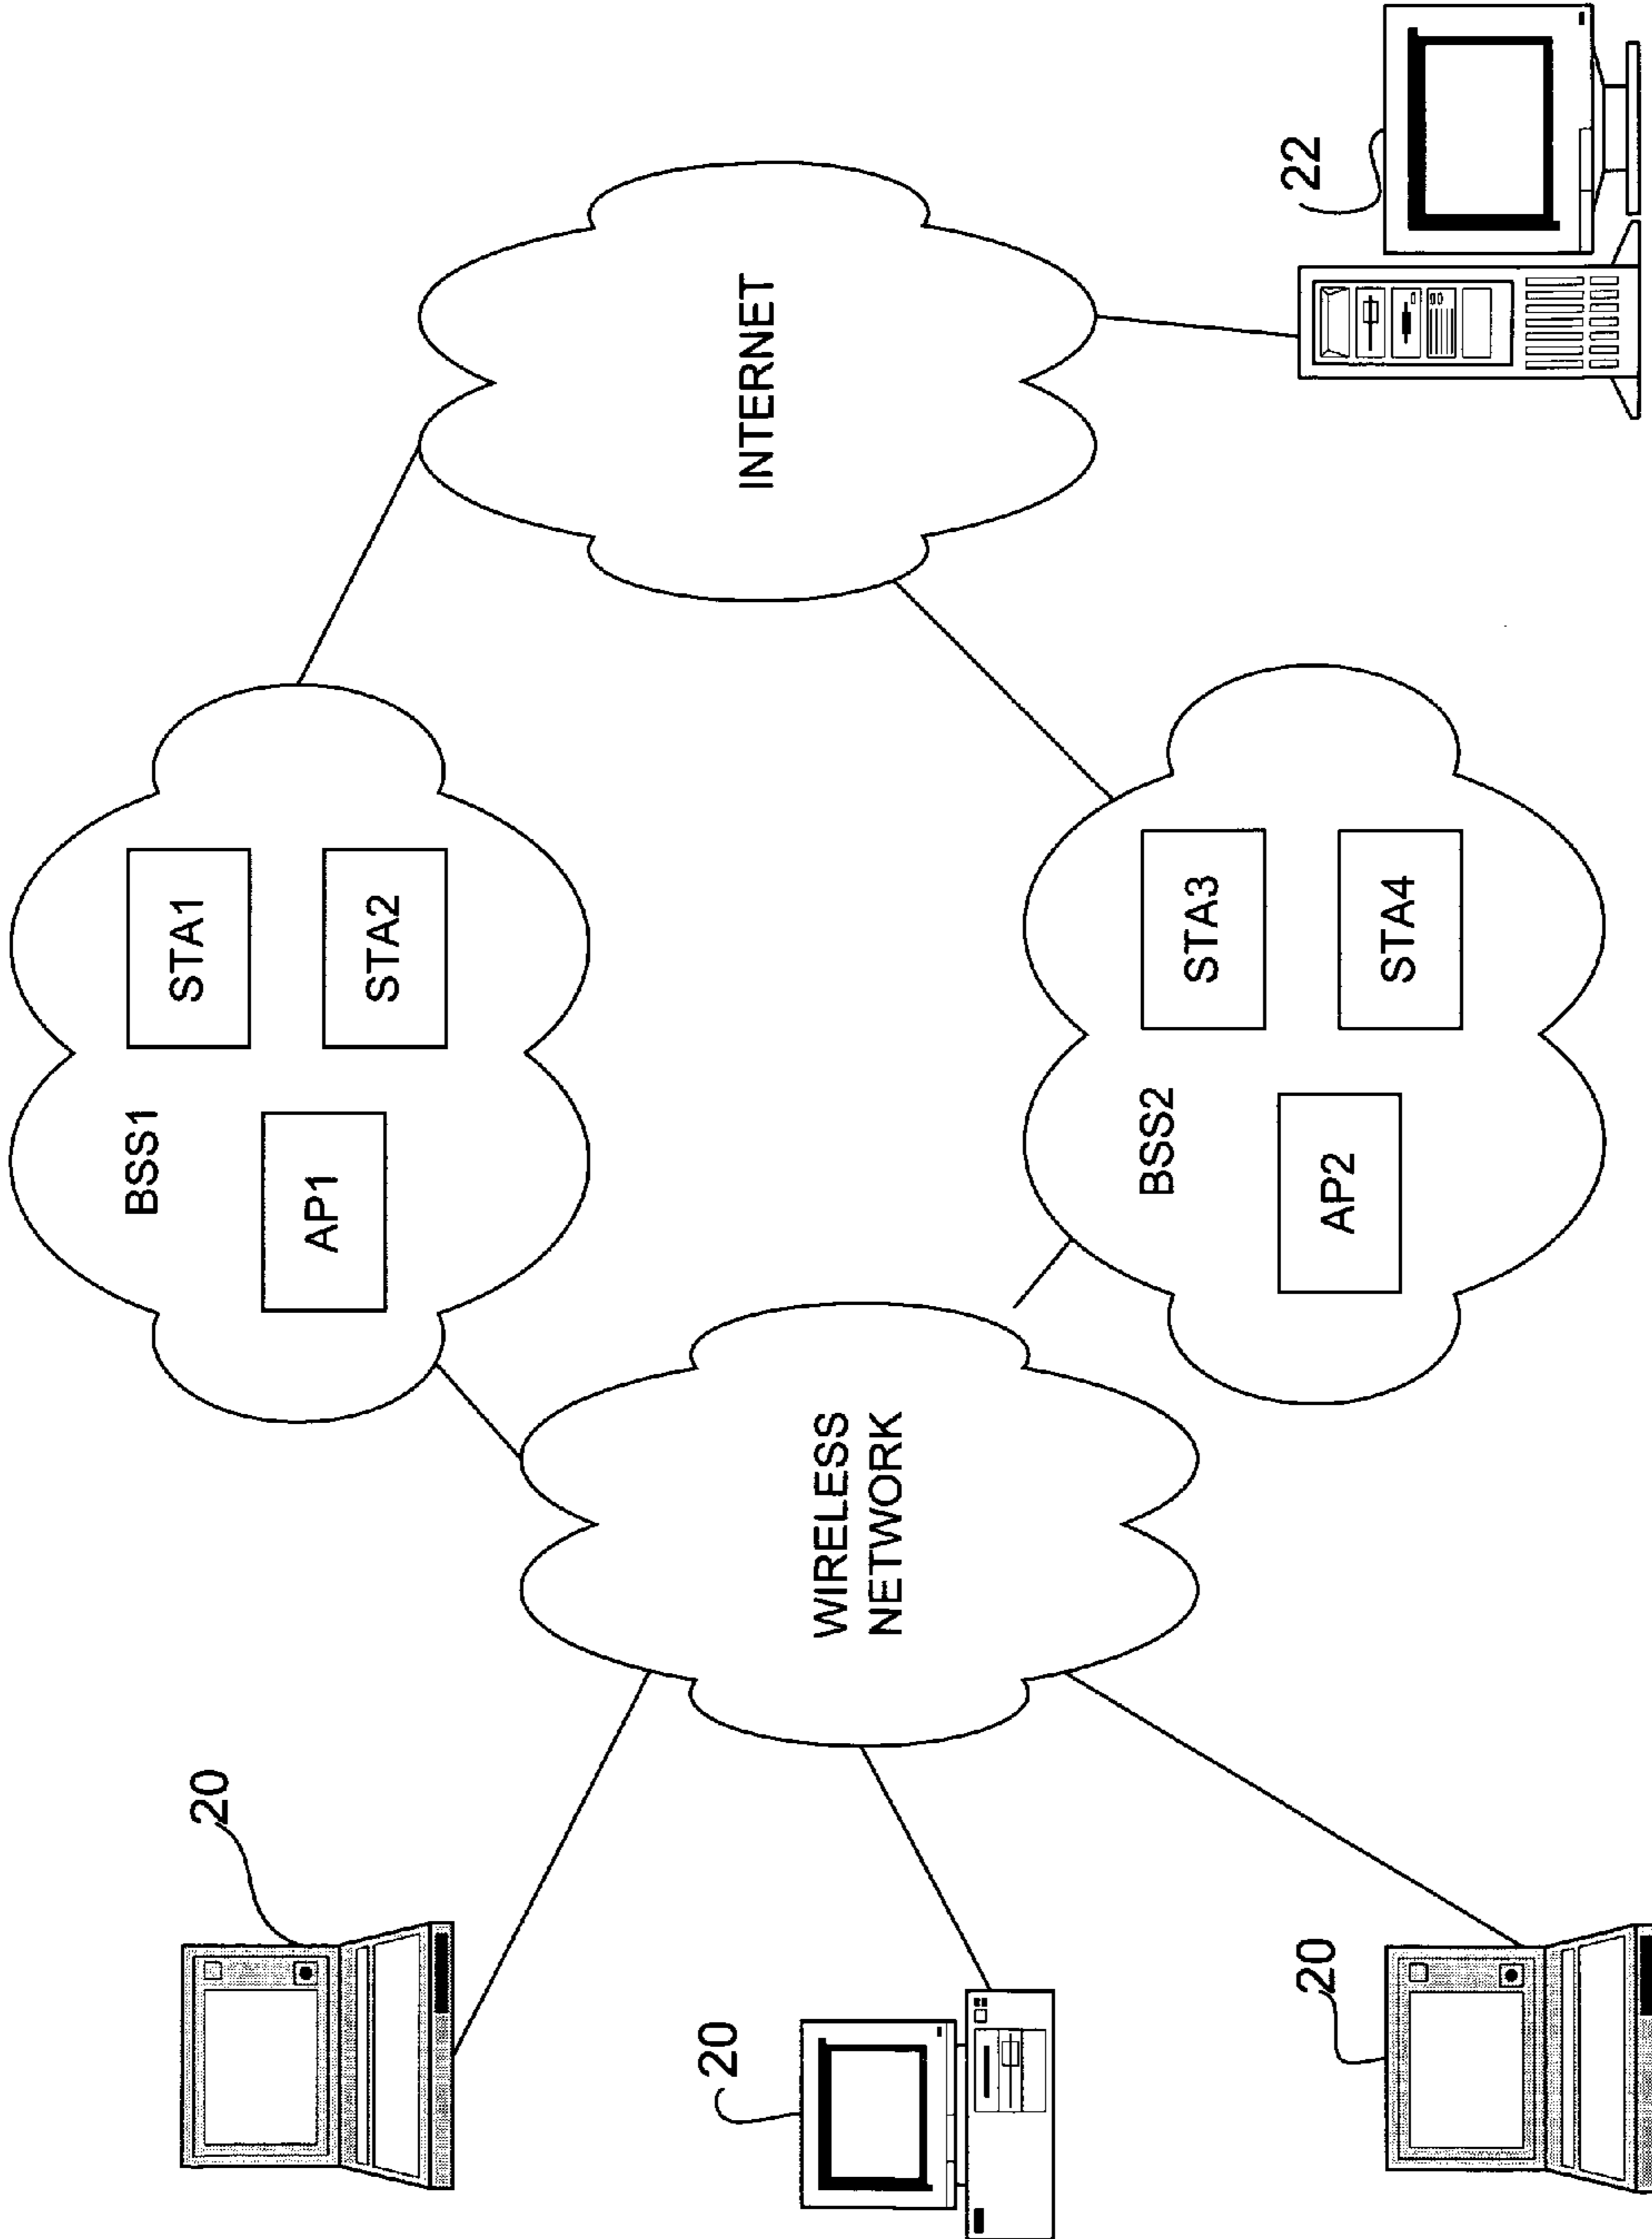 20
20
20
WIRELESS
NETWORK
BSS1
AP1
STA1
STA2
BSS2
AP2
STA3
STA4
INTERNET
22